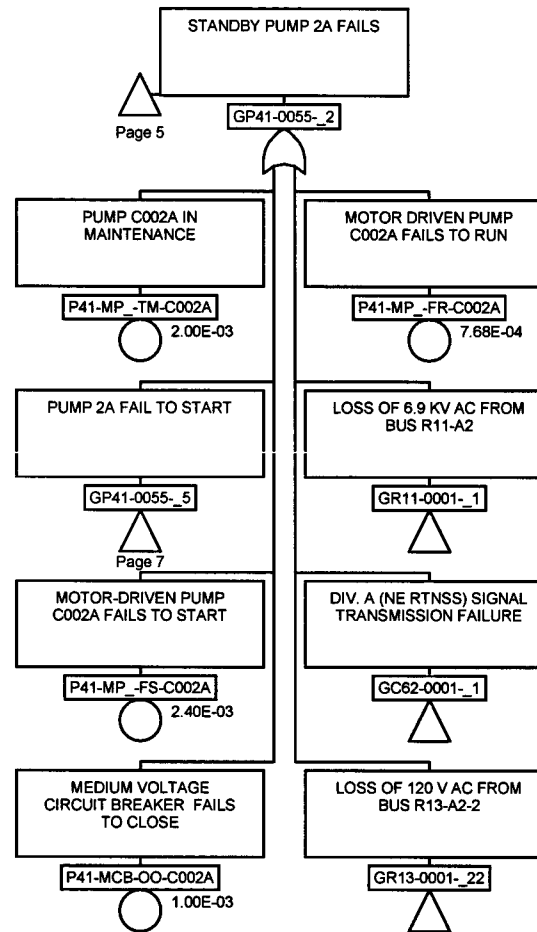 STANDBY PUMP 2A FAILS
Page 5
GP41-0055-_2
PUMP C002A IN
MAINTENANCE
P41-MP_-TM-C002A
2.00E-03
MOTOR DRIVEN PUMP
C002A FAILS TO RUN
P41-MP_-FR-C002A
7.68E-04
PUMP 2A FAIL TO START
GP41-0055-_5
Page 7
LOSS OF 6.9 KV AC FROM
BUS R11-A2
GR11-0001-_1
MOTOR-DRIVEN PUMP
C002A FAILS TO START
P41-MP_-FS-C002A
2.40E-03
DIV. A (NE RTNSS) SIGNAL
TRANSMISSION FAILURE
GC62-0001-_1
MEDIUM VOLTAGE
CIRCUIT BREAKER FAILS
TO CLOSE
P41-MCB-OO-C002A
1.00E-03
LOSS OF 120 V AC FROM
BUS R13-A2-2
GR13-0001-_22